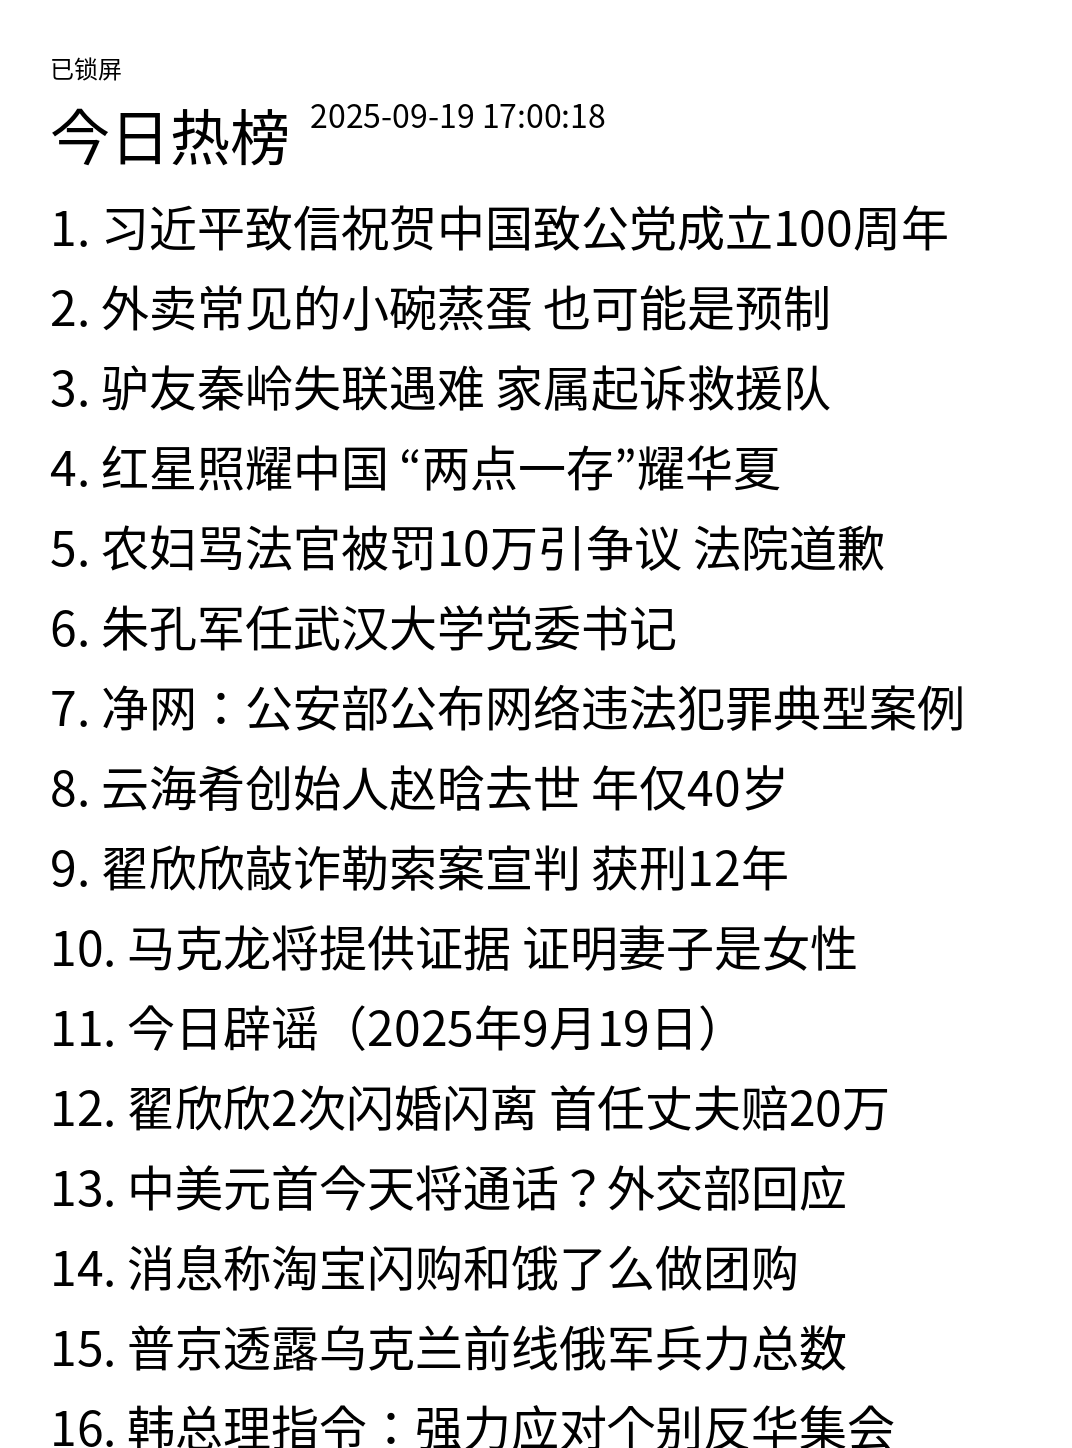 已锁屏
今日热榜 2025-09-19 17:00:18
1. 习近平致信祝贺中国致公党成立100周年
2. 外卖常见的小碗蒸蛋 也可能是预制
3. 驴友秦岭失联遇难 家属起诉救援队
4. 红星照耀中国 “两点一存”耀华夏
5. 农妇骂法官被罚10万引争议 法院道歉
6. 朱孔军任武汉大学党委书记
7. 净网：公安部公布网络违法犯罪典型案例
8. 云海肴创始人赵晗去世 年仅40岁
9. 翟欣欣敲诈勒索案宣判 获刑12年
10. 马克龙将提供证据 证明妻子是女性
11. 今日辟谣（2025年9月19日）
12. 翟欣欣2次闪婚闪离 首任丈夫赔20万
13. 中美元首今天将通话？外交部回应
14. 消息称淘宝闪购和饿了么做团购
15. 普京透露乌克兰前线俄军兵力总数
16. 韩总理指令：强力应对个别反华集会